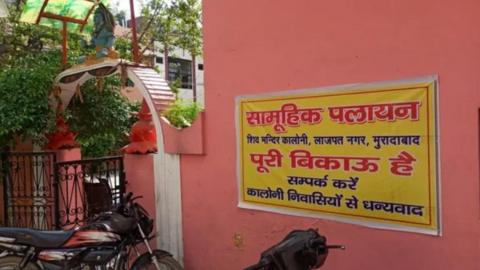 सामूहिक पलायन
शिव मन्दिर कालोनी, लाजपत नगर, मुरादाबाद
पूरी बिकाऊ है
सम्पर्क करें
कालोनी निवासियों से धन्यवाद